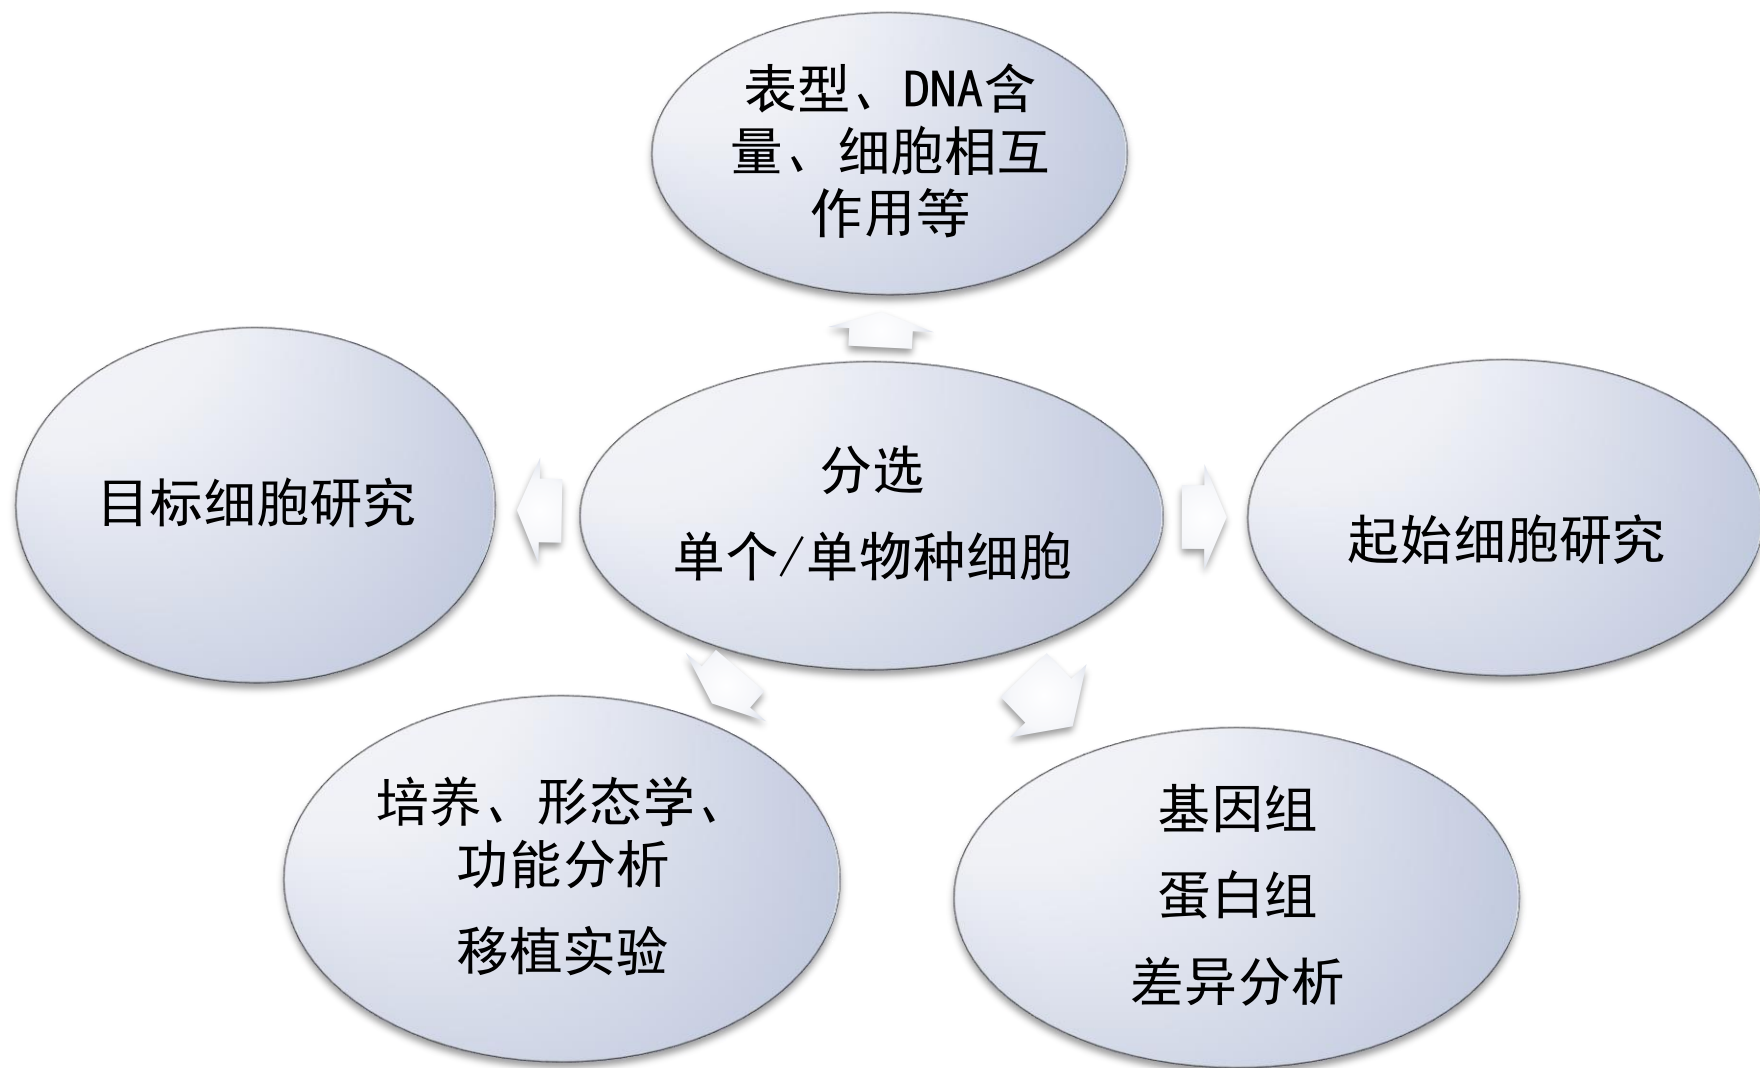 表型、DNA含
量、细胞相互
作用等
目标细胞研究
分选
单个/单物种细胞
起始细胞研究
培养、形态学、
功能分析
移植实验
基因组
蛋白组
差异分析